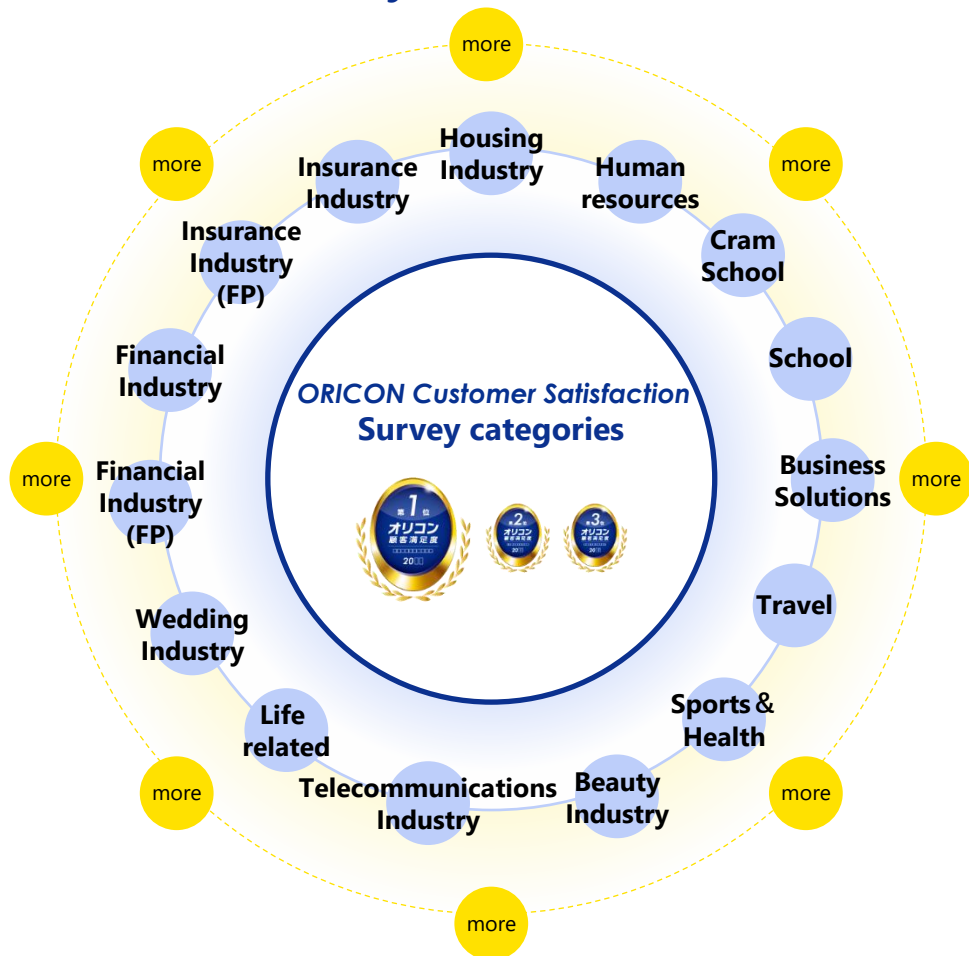 more
more
more
Housing
Industry
Insurance
Industry
Human
resources
Insurance
Industry
(FP)
Cram
School
Financial
Industry
School
ORICON Customer Satisfaction
Survey categories
more
Financial
Industry
(FP)
Business
Solutions
more
第1位
オリコン
顧客満足度
20
第2位
オリコン
顧客満足度
20
第3位
オリコン
顧客満足度
20
Wedding
Industry
Travel
Life
related
Sports&
Health
Telecommunications
Industry
Beauty
Industry
more
more
more